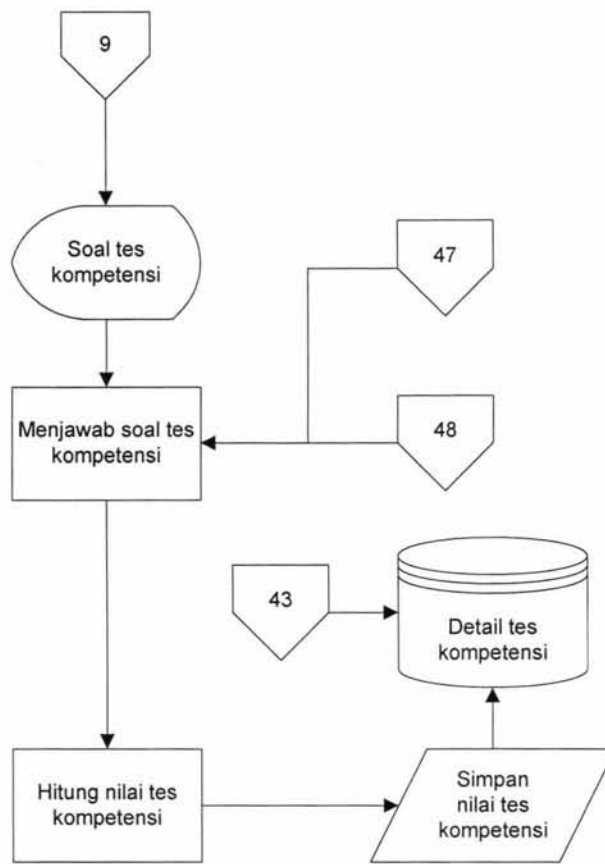 9
Soal tes
kompetensi
47
Menjawab soal tes
kompetensi
48
43
Detail tes
kompetensi
Hitung nilai tes
kompetensi
Simpan
nilai tes
kompetensi